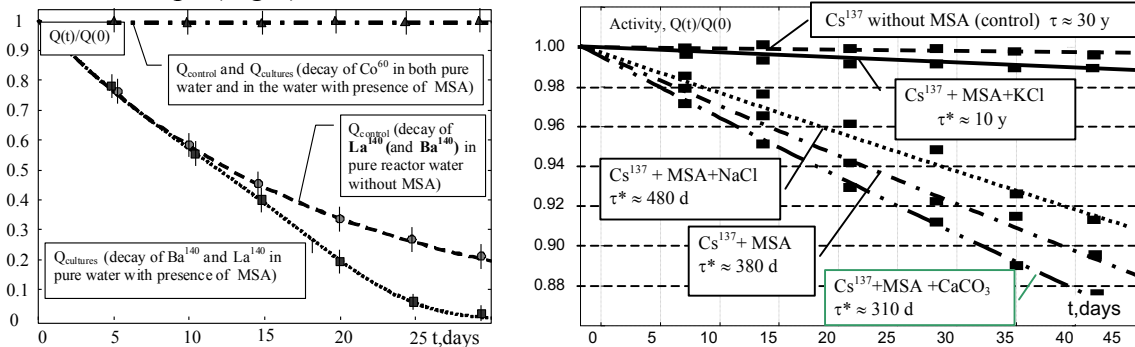 1
Q(t)/Q(0)
0.9
0.8
0.7
0.6
0.5
0.4
0.3
0.2
0.1
0
Q control and Q cultures (decay of Co⁶⁰ in both pure
water and in the water with presence of MSA)
Q control (decay of
La¹⁴⁰ (and Ba¹⁴⁰) in
pure reactor water
without MSA)
Q cultures (decay of Ba¹⁴⁰ and La¹⁴⁰ in
pure water with presence of MSA)
0 5 10 15 20 25 t,days
Activity, Q(t)/Q(0)
1.00
0.98
0.96
0.94
0.92
0.90
0.88
Cs¹³⁷ without MSA (control) τ ≈ 30 y
Cs¹³⁷ + MSA+KCl
τ* ≈ 10 y
Cs¹³⁷ + MSA+NaCl
τ* ≈ 480 d
Cs¹³⁷+ MSA
τ* ≈ 380 d
Cs¹³⁷+MSA +CaCO₃
τ* ≈ 310 d
t,days
0 5 10 15 20 25 30 35 40 45